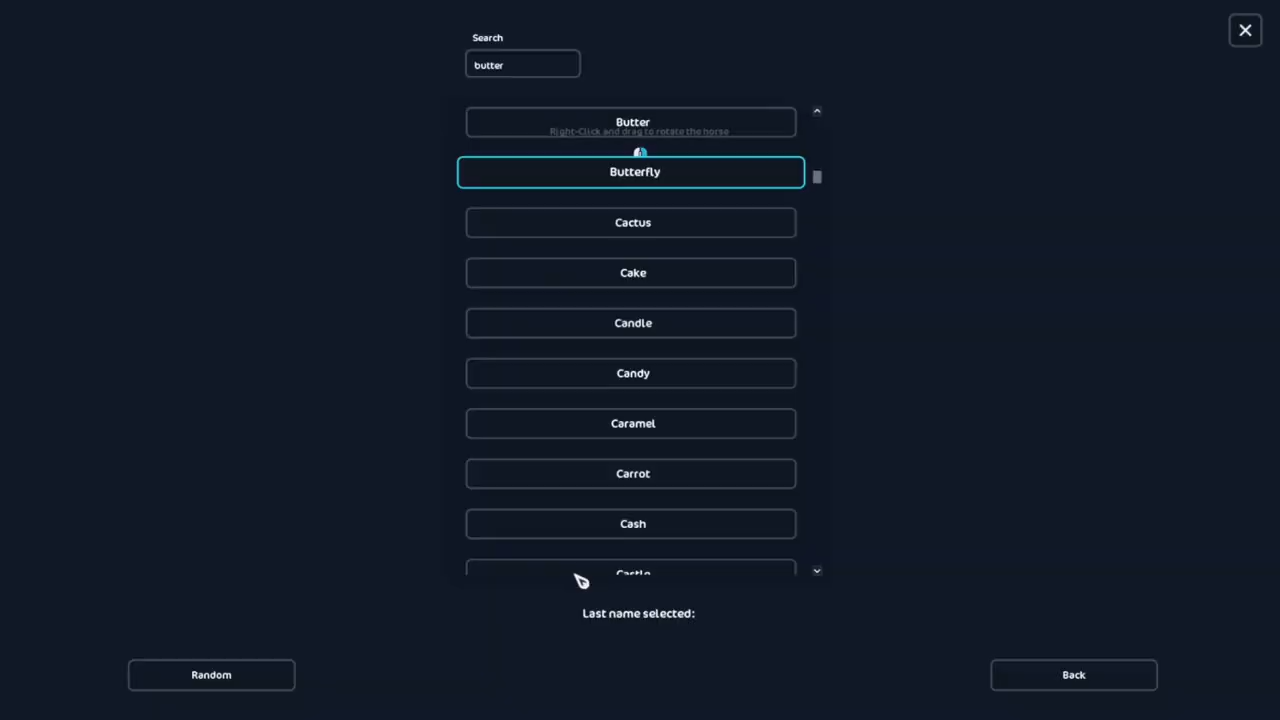 Search
butter
Butter
Right-Click and drag to rotate the horse
Butterfly
Cactus
Cake
Candle
Candy
Caramel
Carrot
Cash
Castle
Last name selected:
Random
Back